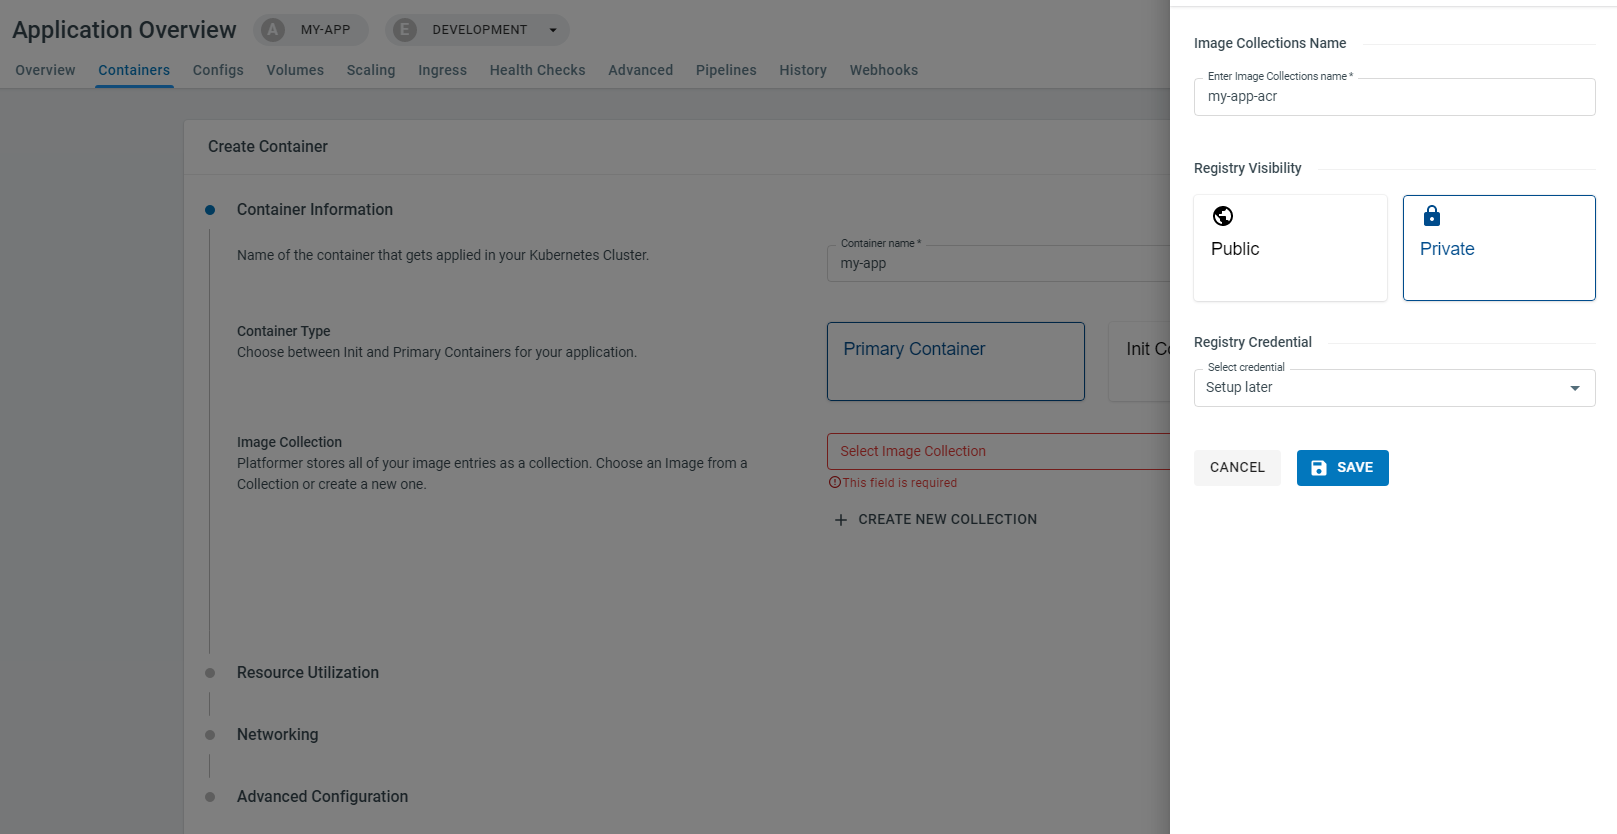 Application Overview
A MY-APP
E DEVELOPMENT
Overview Containers Configs Volumes Scaling Ingress Health Checks Advanced Pipelines History Webhooks
Create Container
Container Information
Name of the container that gets applied in your Kubernetes Cluster.
Container name *
my-app
Container Type
Choose between Init and Primary Containers for your application.
Primary Container
Init Co
Image Collection
Platformer stores all of your image entries as a collection. Choose an Image from a
Collection or create a new one.
Select Image Collection
This field is required
CREATE NEW COLLECTION
Resource Utilization
Networking
Advanced Configuration
Image Collections Name
Enter Image Collections name *
my-app-acr
Registry Visibility
Public
Private
Registry Credential
Select credential
Setup later
CANCEL
SAVE